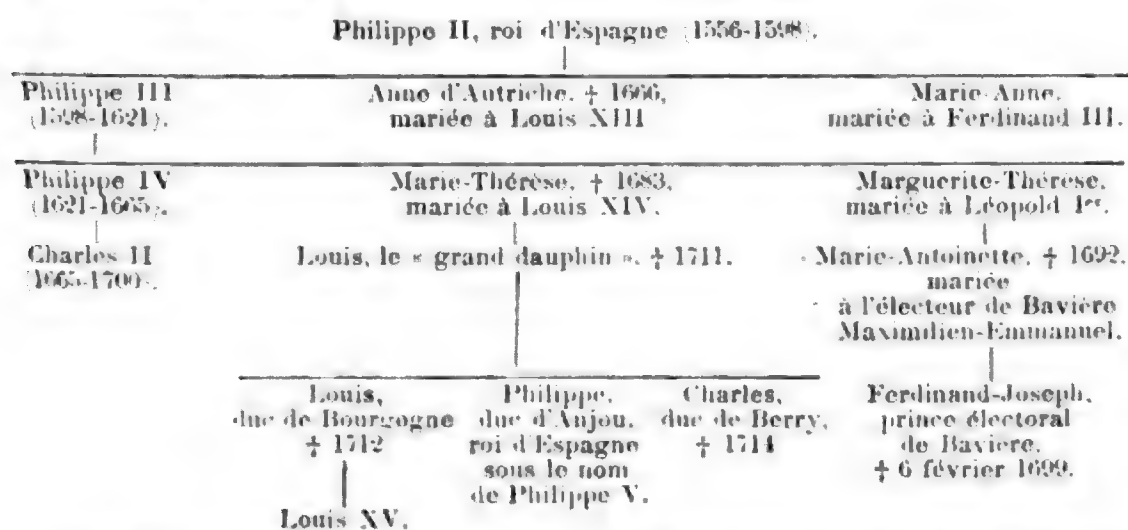 Philippe II, roi d'Espagne (1556-1598).
Philippe III
(1598-1621).
Anne d'Autriche, † 1666,
mariée à Louis XIII
Marie-Anne,
mariée à Ferdinand III.
Philippe IV
(1621-1665).
Marie-Thérèse, † 1683,
mariée à Louis XIV.
Marguerite-Thérèse,
mariée à Léopold Ier.
Charles II
(1665-1700).
Louis, le « grand dauphin ». † 1711.
Marie-Antoinette, † 1692,
mariée
à l'électeur de Bavière
Maximilien-Emmanuel.
Louis,
duc de Bourgogne
† 1712
Philippe,
duc d'Anjou,
roi d'Espagne
sous le nom
de Philippe V.
Charles,
duc de Berry,
† 1714
Ferdinand-Joseph,
prince électoral
de Bavière,
† 6 février 1699.
Louis XV.